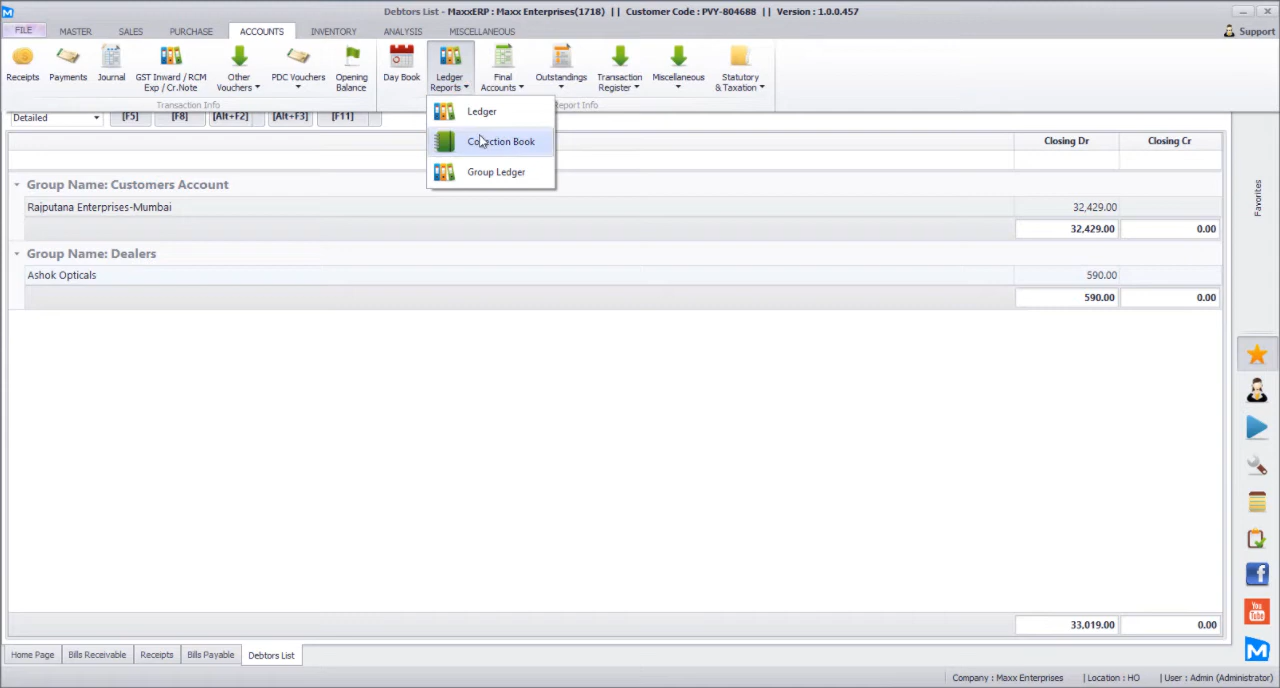 Debtors List - MaxxERP : Maxx Enterprises(1718) || Customer Code : PVY-804688 || Version : 1.0.0.457
FILE MASTER SALES PURCHASE ACCOUNTS INVENTORY ANALYSIS MISCELLANEOUS Support
Receipts Payments Journal GST Inward / RCM Exp / Cr.Note Other Vouchers PDC Vouchers Opening Balance Day Book Ledger Reports Final Accounts Outstandings Transaction Register Miscellaneous Statutory & Taxation
Transaction Info Report Info
Detailed [F5] [F8] [Alt+F2] [Alt+F3] [F11]
Ledger
Collection Book
Group Ledger
Closing Dr Closing Cr
Favorites
Group Name: Customers Account
Rajputana Enterprises-Mumbai 32,429.00
32,429.00 0.00
Group Name: Dealers
Ashok Opticals 590.00
590.00 0.00
You Tube
33,019.00 0.00
Home Page Bills Receivable Receipts Bills Payable Debtors List
Company : Maxx Enterprises | Location : HO | User : Admin (Administrator)